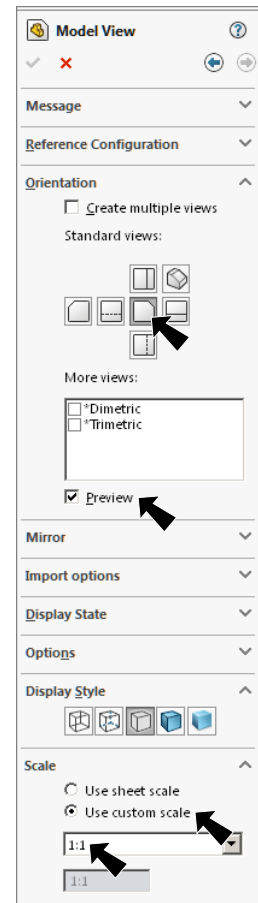 Model View
Message
Reference Configuration
Orientation
Create multiple views
Standard views:
More views:
*Dimetric
*Trimetric
Preview
Mirror
Import options
Display State
Options
Display Style
Scale
Use sheet scale
Use custom scale
1:1
1:1